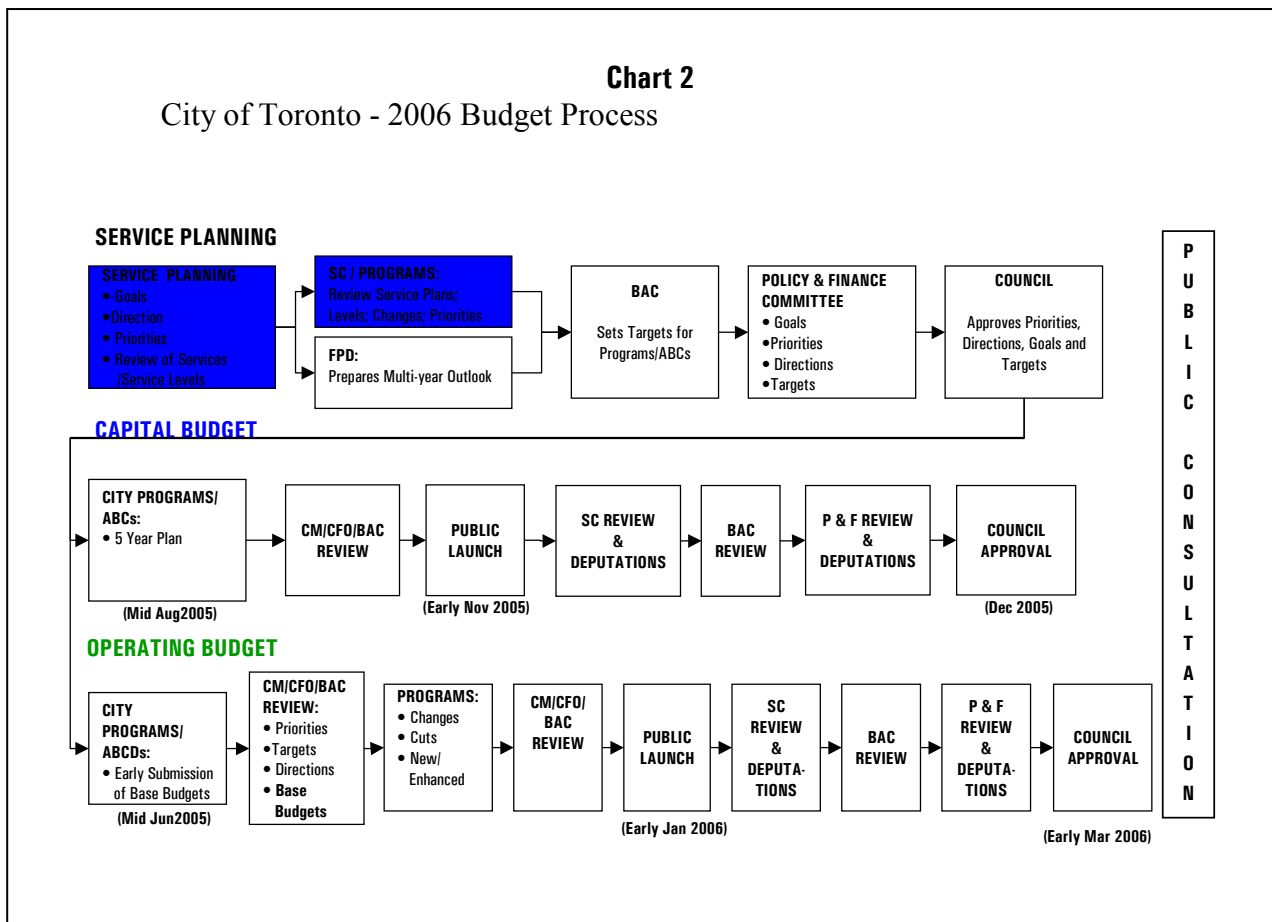 Chart 2
City of Toronto - 2006 Budget Process
SERVICE PLANNING
SERVICE PLANNING
• Goals
•Direction
• Priorities
• Review of Services
/Service Levels
SC / PROGRAMS:
Review Service Plans;
Levels; Changes; Priorities
FPD:
Prepares Multi-year Outlook
BAC
Sets Targets for
Programs/ABCs
POLICY & FINANCE
COMMITTEE
• Goals
•Priorities
• Directions
•Targets
COUNCIL
Approves Priorities,
Directions, Goals and
Targets
CAPITAL BUDGET
CITY PROGRAMS/
ABCs:
• 5 Year Plan
(Mid Aug2005)
CM/CFO/BAC
REVIEW
PUBLIC
LAUNCH
(Early Nov 2005)
SC REVIEW
&
DEPUTATIONS
BAC
REVIEW
P & F REVIEW
&
DEPUTATIONS
COUNCIL
APPROVAL
(Dec 2005)
OPERATING BUDGET
CITY
PROGRAMS/
ABCDs:
• Early Submission
of Base Budgets
(Mid Jun2005)
CM/CFO/BAC
REVIEW:
• Priorities
•Targets
• Directions
• Base
Budgets
PROGRAMS:
• Changes
• Cuts
• New/
Enhanced
CM/CFO/
BAC
REVIEW
PUBLIC
LAUNCH
(Early Jan 2006)
SC
REVIEW
&
DEPUTA-
TIONS
BAC
REVIEW
P & F
REVIEW
&
DEPUTA-
TIONS
COUNCIL
APPROVAL
(Early Mar 2006)
PUBLIC CONSULTATION